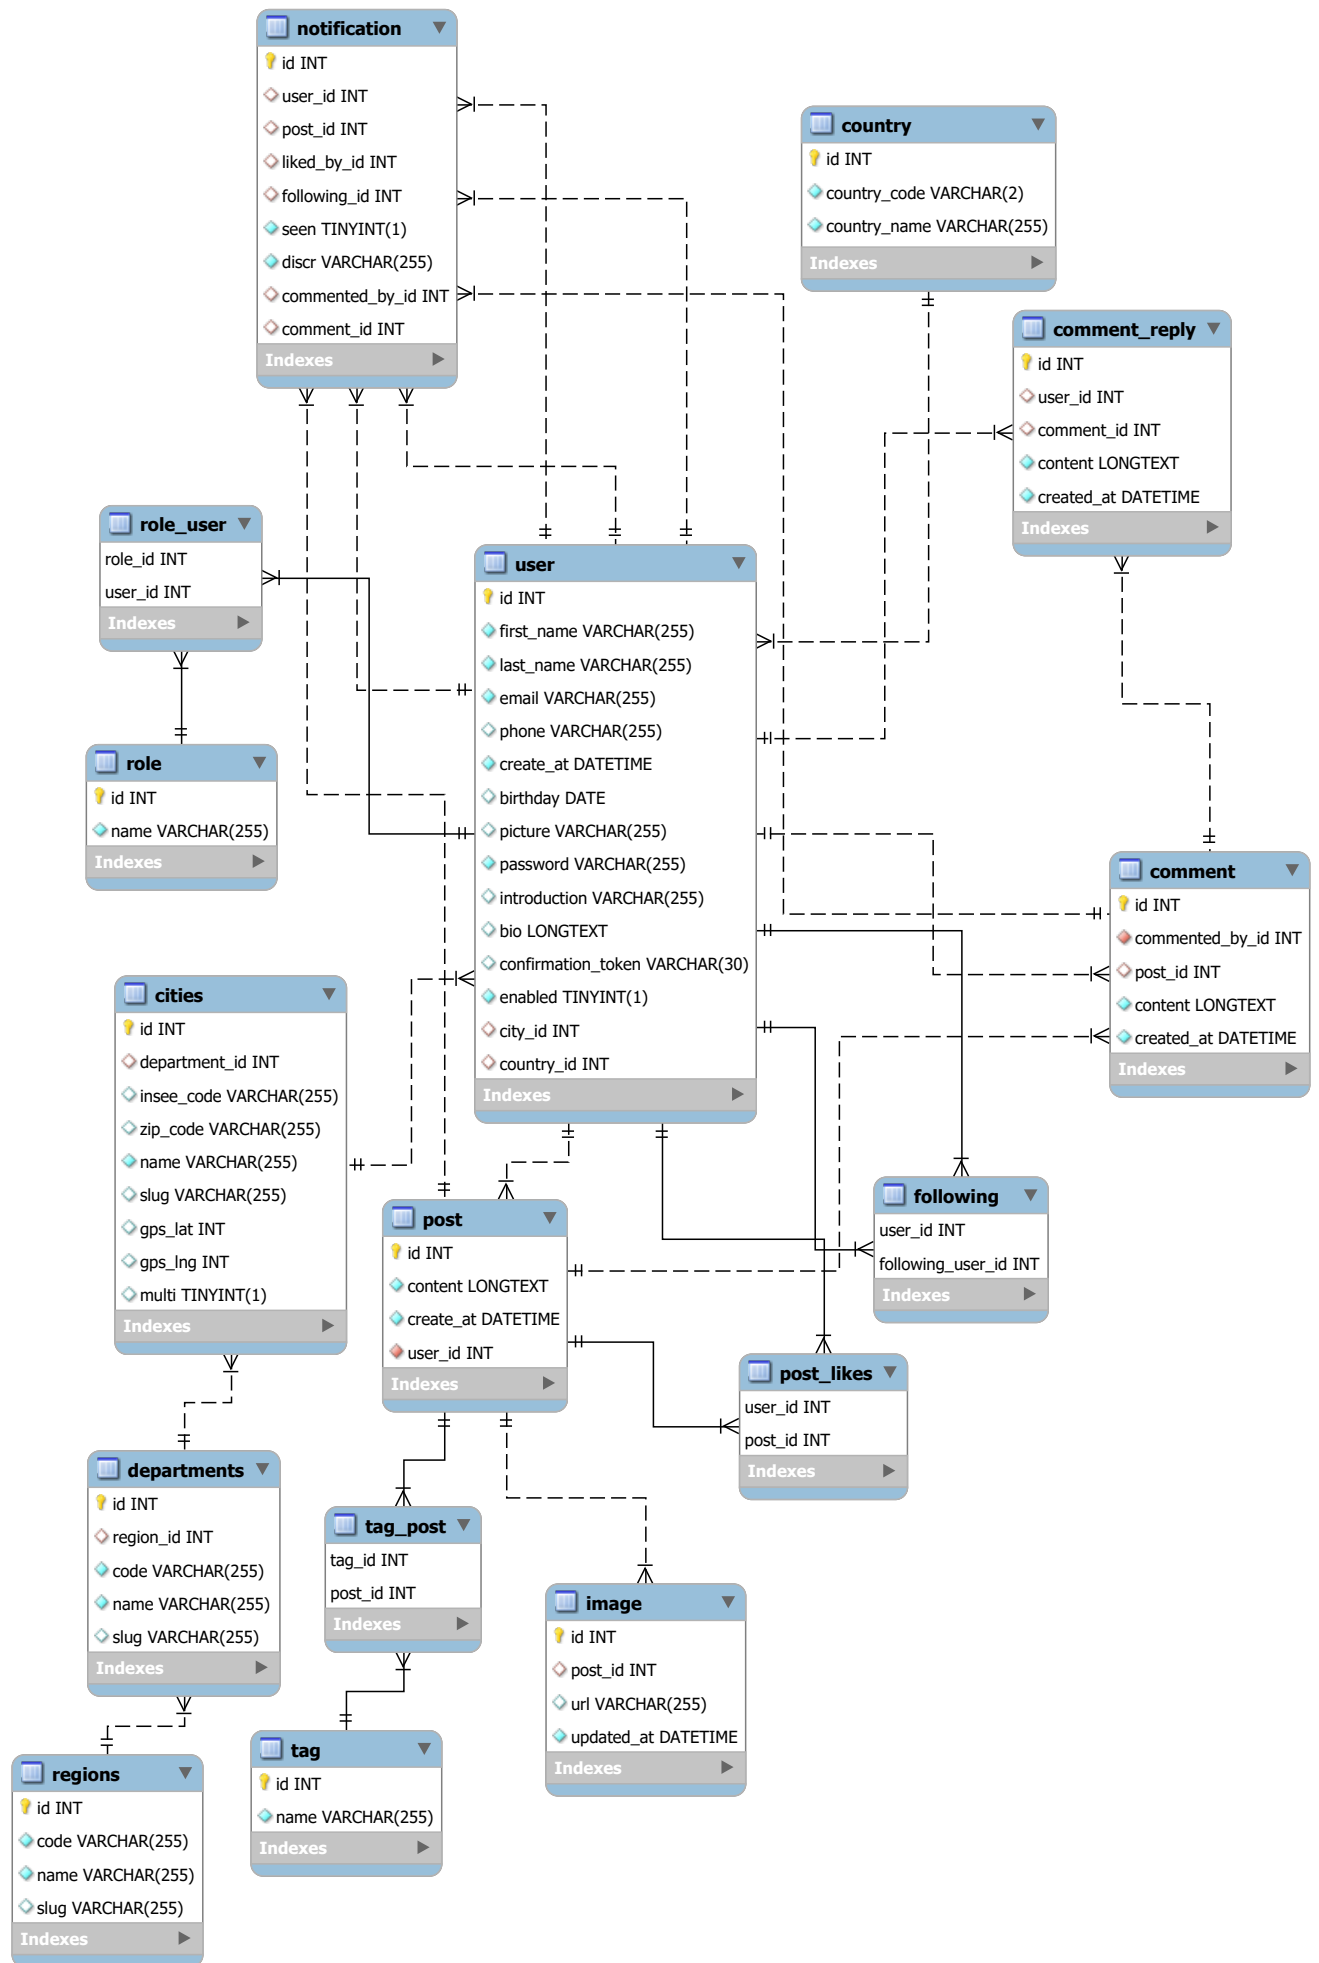 notification
id INT
user_id INT
post_id INT
liked_by_id INT
following_id INT
seen TINYINT(1)
discr VARCHAR(255)
commented_by_id INT
comment_id INT
Indexes
country
id INT
country_code VARCHAR(2)
country_name VARCHAR(255)
Indexes
comment_reply
id INT
user_id INT
comment_id INT
content LONGTEXT
created_at DATETIME
Indexes
role_user
role_id INT
user_id INT
Indexes
user
id INT
first_name VARCHAR(255)
last_name VARCHAR(255)
email VARCHAR(255)
phone VARCHAR(255)
create_at DATETIME
birthday DATE
picture VARCHAR(255)
password VARCHAR(255)
introduction VARCHAR(255)
bio LONGTEXT
confirmation_token VARCHAR(30)
enabled TINYINT(1)
city_id INT
country_id INT
Indexes
role
id INT
name VARCHAR(255)
Indexes
comment
id INT
commented_by_id INT
post_id INT
content LONGTEXT
created_at DATETIME
Indexes
cities
id INT
department_id INT
insee_code VARCHAR(255)
zip_code VARCHAR(255)
name VARCHAR(255)
slug VARCHAR(255)
gps_lat INT
gps_lng INT
multi TINYINT(1)
Indexes
following
user_id INT
following_user_id INT
Indexes
post
id INT
content LONGTEXT
create_at DATETIME
user_id INT
Indexes
post_likes
user_id INT
post_id INT
Indexes
departments
id INT
region_id INT
code VARCHAR(255)
name VARCHAR(255)
slug VARCHAR(255)
Indexes
tag_post
tag_id INT
post_id INT
Indexes
image
id INT
post_id INT
url VARCHAR(255)
updated_at DATETIME
Indexes
tag
id INT
name VARCHAR(255)
Indexes
regions
id INT
code VARCHAR(255)
name VARCHAR(255)
slug VARCHAR(255)
Indexes